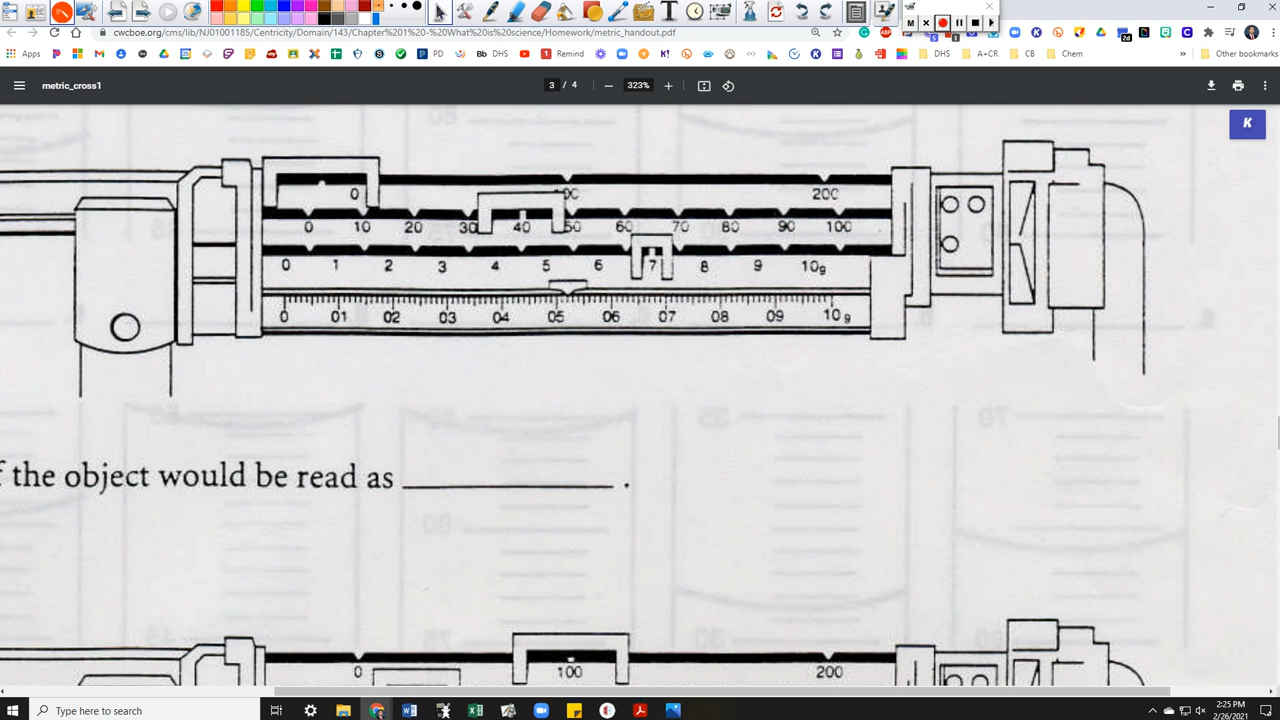 M
cwcboe.org/cms/lib/NJ01001185/Centricity/Domain/143/Chapter%201%20-%20What%20is%20Science/Homework/metric_handout.pdf
Apps
PD
BbDHS
Remind
DHS
A+CR
CB
Chem
Other bookmarks
metric_cross1
3 / 4
323%
K
0 200
0 10 20 30 40 50 60 70 80 90 100
0 1 2 3 4 5 6 7 8 9 10g
0 01 02 03 04 05 06 07 08 09 10 g
the object would be read as ____________ .
0 100 200
Type here to search
2:25 PM
2/26/2021